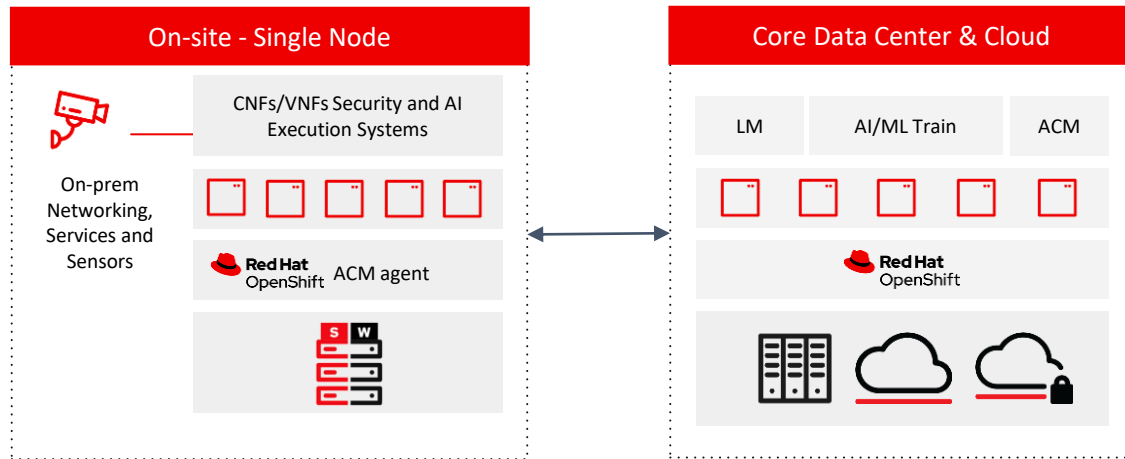 On-site - Single Node
CNFs/VNFs Security and AI
Execution Systems
On-prem
Networking,
Services and
Sensors
Red Hat
OpenShift
ACM agent
S W
Core Data Center & Cloud
LM
AI/ML Train
ACM
Red Hat
OpenShift